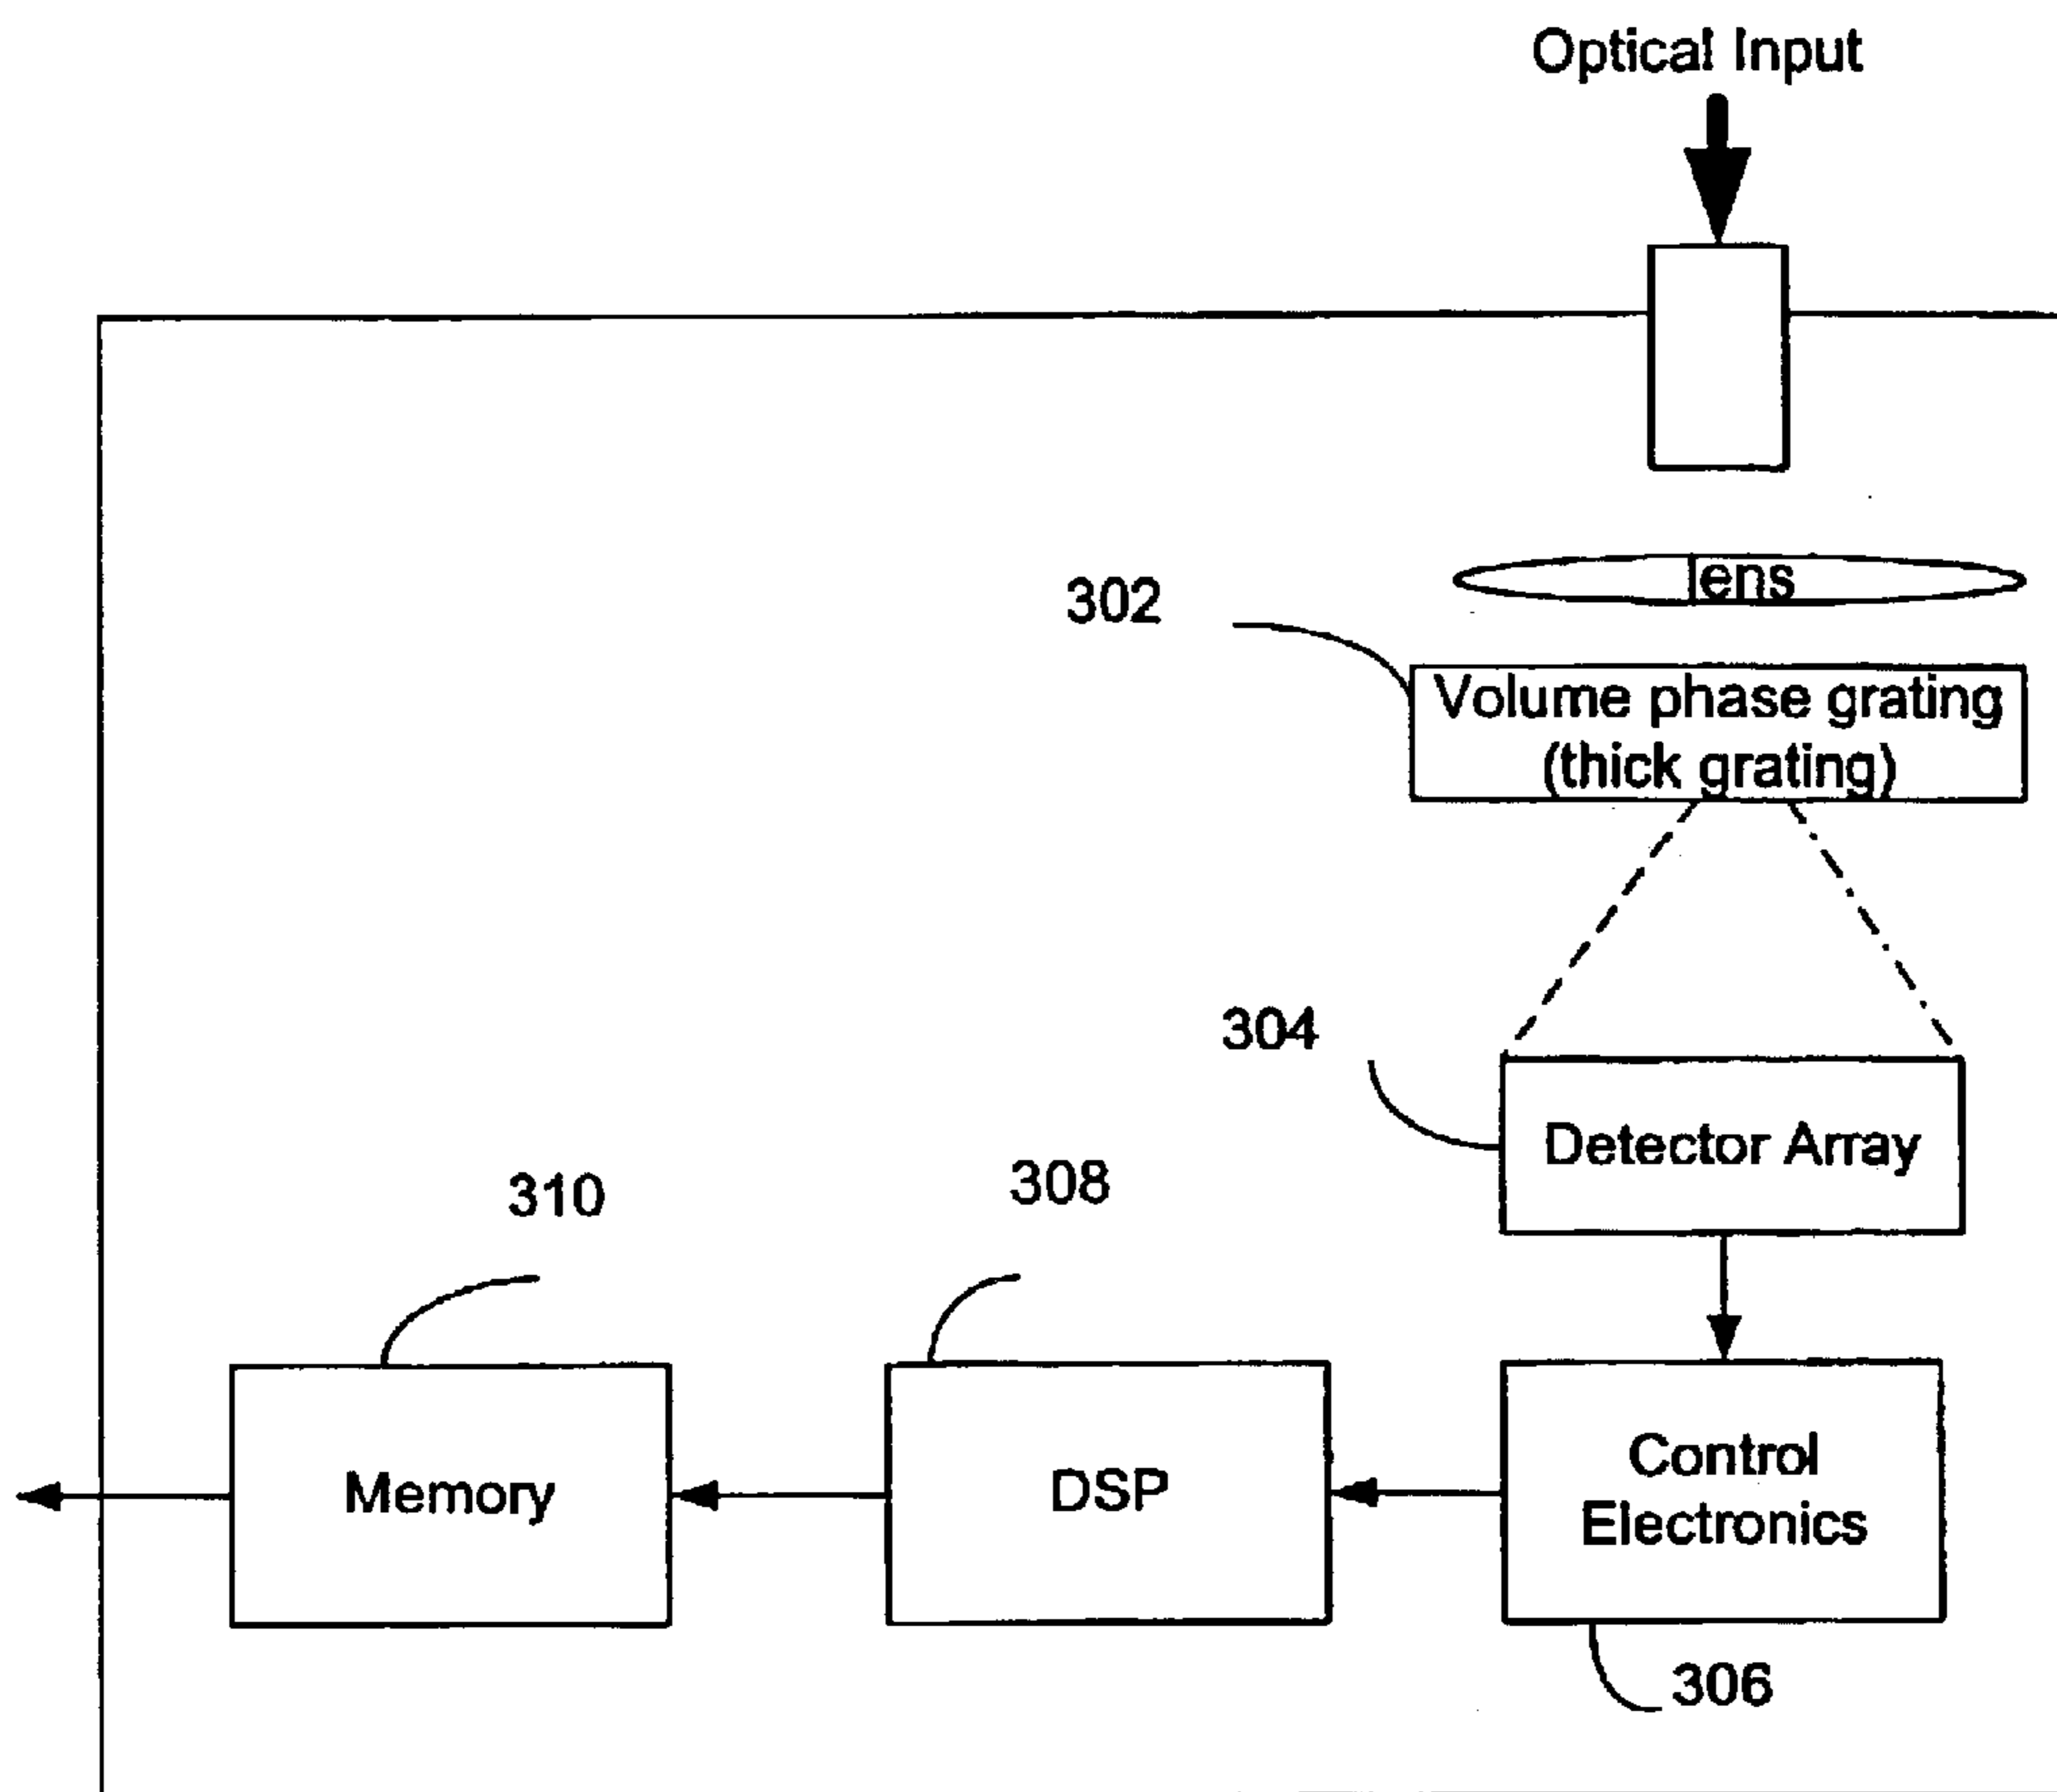 Optical Input
lens
302
Volume phase grating
(thick grating)
304
Detector Array
310
308
Memory
DSP
Control
Electronics
306